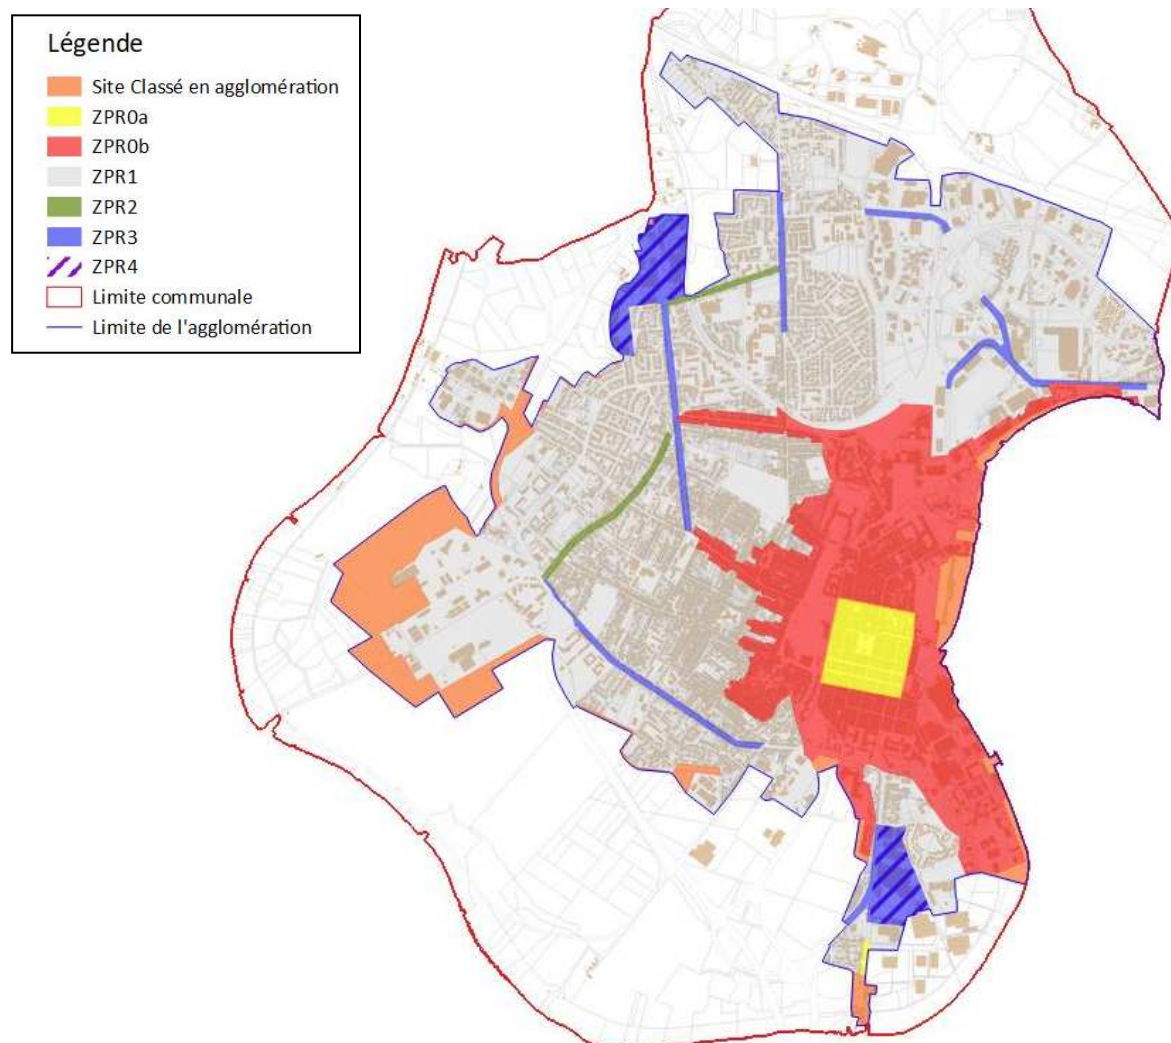 Légende
Site Classé en agglomération
ZPR0a
ZPR0b
ZPR1
ZPR2
ZPR3
ZPR4
Limite communale
Limite de l'agglomération